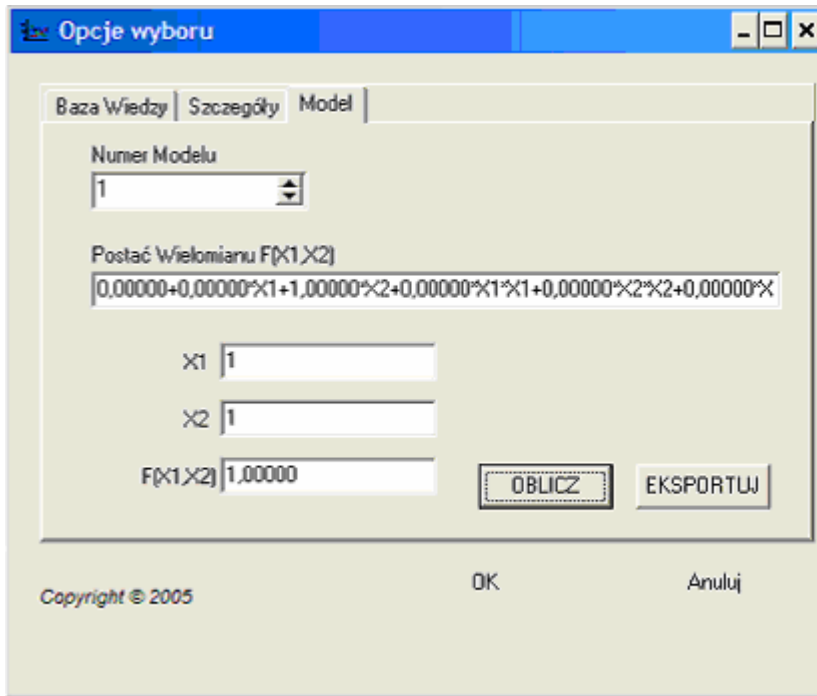 Opcje wyboru
Baza Wiedzy Szczegóły Model
Numer Modelu
1
Postać Wielomianu F(X1,X2)
0,00000+0,00000*X1+1,00000*X2+0,00000*X1*X1+0,00000*X2*X2+0,00000*X
X1 1
X2 1
F(X1,X2) 1,00000 OBLICZ EKSPORTUJ
OK Anuluj
Copyright © 2005